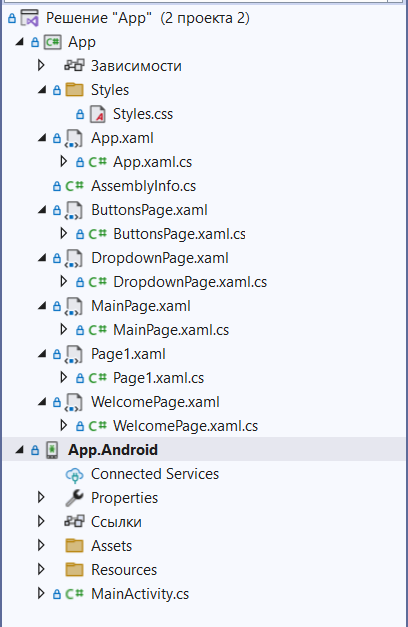 Решение "App" (2 проекта 2)
App
Зависимости
Styles
Styles.css
App.xaml
C# App.xaml.cs
C# AssemblyInfo.cs
ButtonsPage.xaml
C# ButtonsPage.xaml.cs
DropdownPage.xaml
C# DropdownPage.xaml.cs
MainPage.xaml
C# MainPage.xaml.cs
Page1.xaml
C# Page1.xaml.cs
WelcomePage.xaml
C# WelcomePage.xaml.cs
App.Android
Connected Services
Properties
Ссылки
Assets
Resources
C# MainActivity.cs